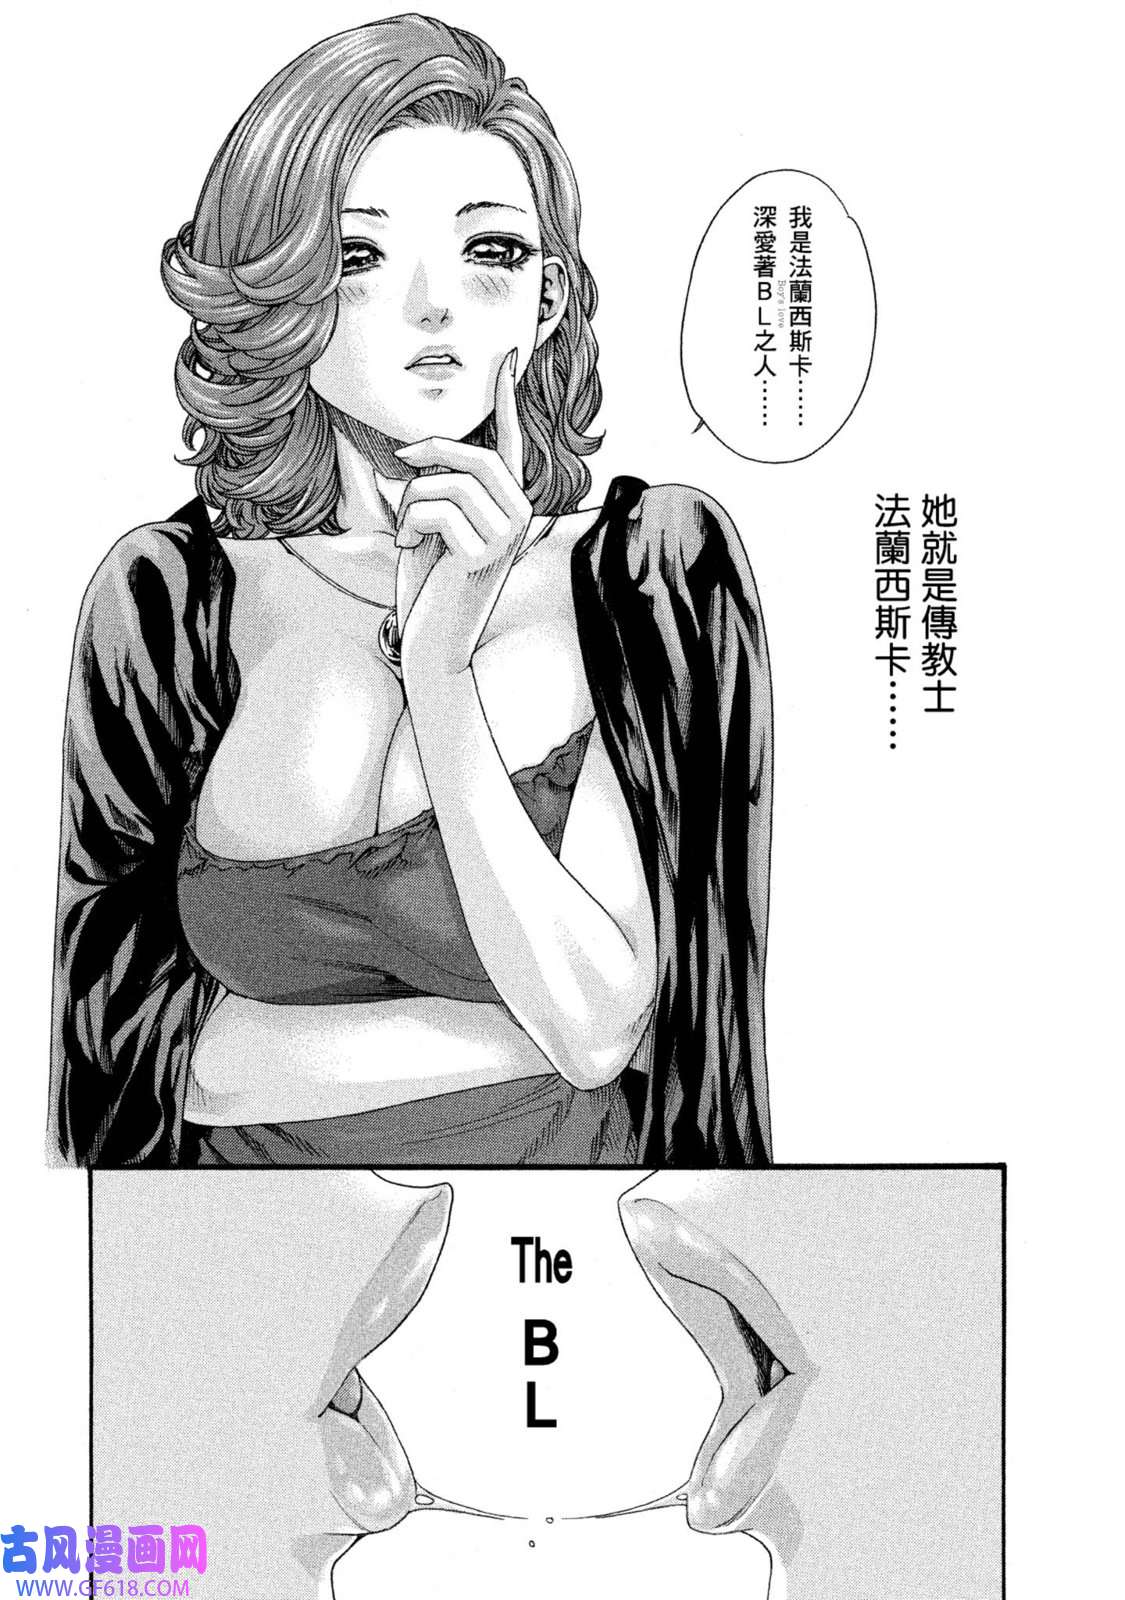 我是法蘭西斯卡……
深愛著BL之人……
Boy's love
她就是傳教士
法蘭西斯卡……
The
B
L
古风漫画网
WWW.GF618.COM